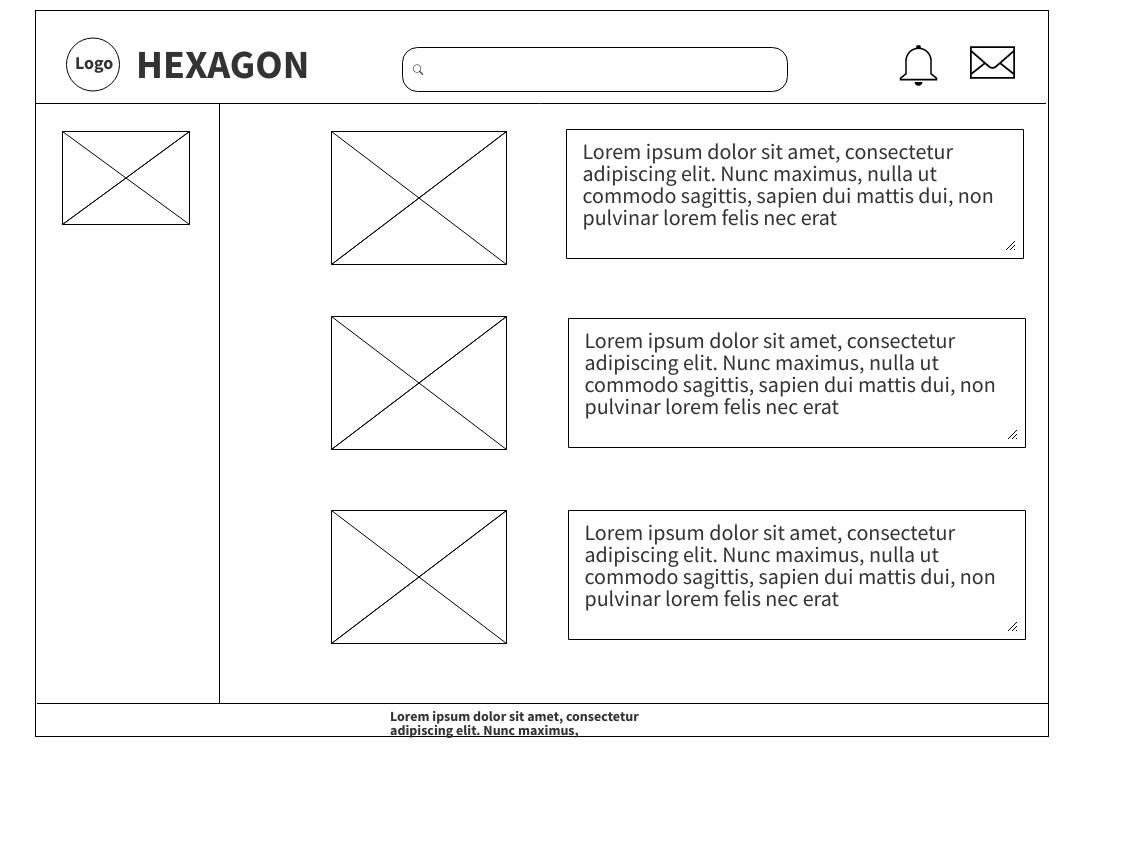 Logo
HEXAGON
Lorem ipsum dolor sit amet, consectetur
adipiscing elit. Nunc maximus, nulla ut
commodo sagittis, sapien dui mattis dui, non
pulvinar lorem felis nec erat
Lorem ipsum dolor sit amet, consectetur
adipiscing elit. Nunc maximus, nulla ut
commodo sagittis, sapien dui mattis dui, non
pulvinar lorem felis nec erat
Lorem ipsum dolor sit amet, consectetur
adipiscing elit. Nunc maximus, nulla ut
commodo sagittis, sapien dui mattis dui, non
pulvinar lorem felis nec erat
Lorem ipsum dolor sit amet, consectetur
adipiscing elit. Nunc maximus,